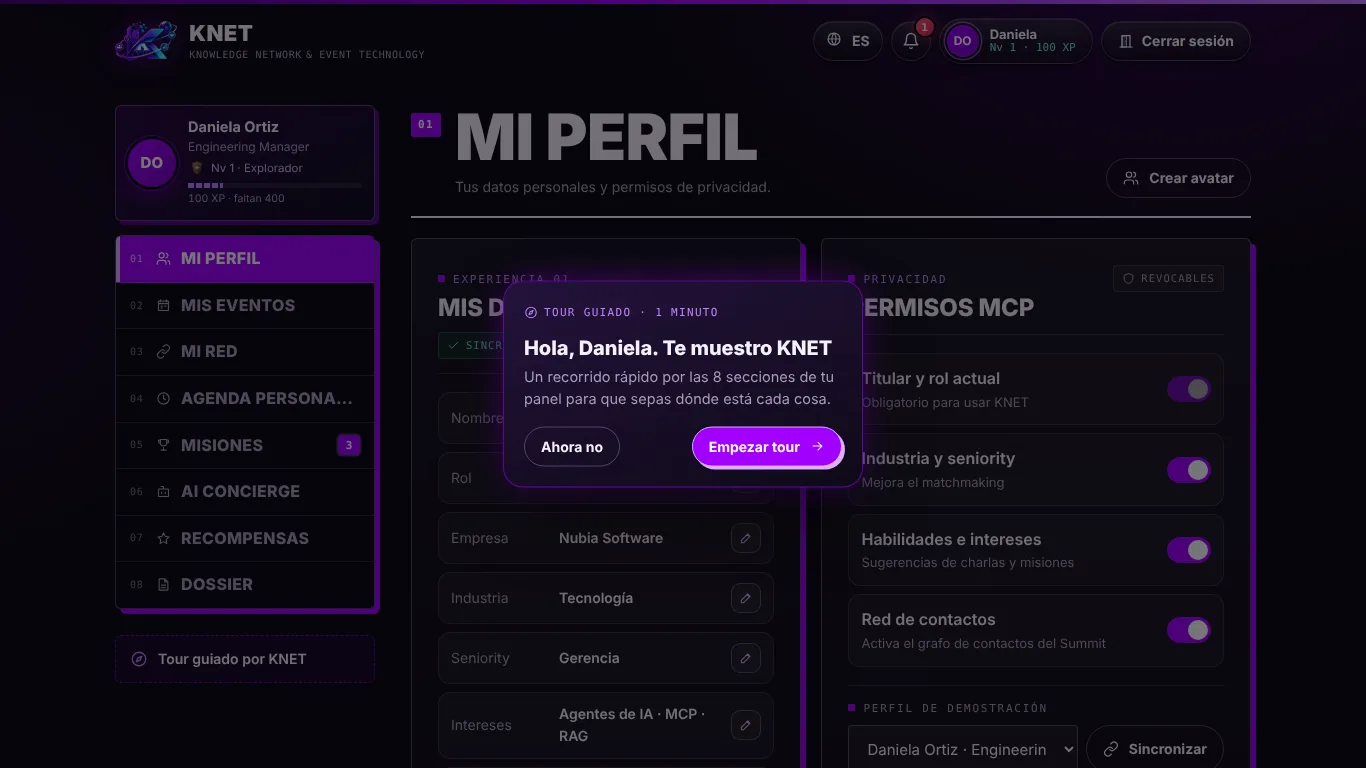 KNET
KNOWLEDGE NETWORK & EVENT TECHNOLOGY
ES
1
DO
Daniela
Nv 1 · 100 XP
Cerrar sesión
DO
Daniela Ortiz
Engineering Manager
Nv 1 · Explorador
100 XP · faltan 400
01 MI PERFIL
02 MIS EVENTOS
03 MI RED
04 AGENDA PERSONA...
05 MISIONES 3
06 AI CONCIERGE
07 RECOMPENSAS
08 DOSSIER
Tour guiado por KNET
01
MI PERFIL
Tus datos personales y permisos de privacidad.
Crear avatar
EXPERIENCIA 01
MIS D
SINCR
Nombre
Rol
Empresa Nubia Software
Industria Tecnología
Seniority Gerencia
Intereses Agentes de IA · MCP ·
RAG
TOUR GUIADO · 1 MINUTO
Hola, Daniela. Te muestro KNET
Un recorrido rápido por las 8 secciones de tu
panel para que sepas dónde está cada cosa.
Ahora no
Empezar tour
PRIVACIDAD
REVOCABLES
ERMISOS MCP
Titular y rol actual
Obligatorio para usar KNET
Industria y seniority
Mejora el matchmaking
Habilidades e intereses
Sugerencias de charlas y misiones
Red de contactos
Activa el grafo de contactos del Summit
PERFIL DE DEMOSTRACIÓN
Daniela Ortiz · Engineerin
Sincronizar